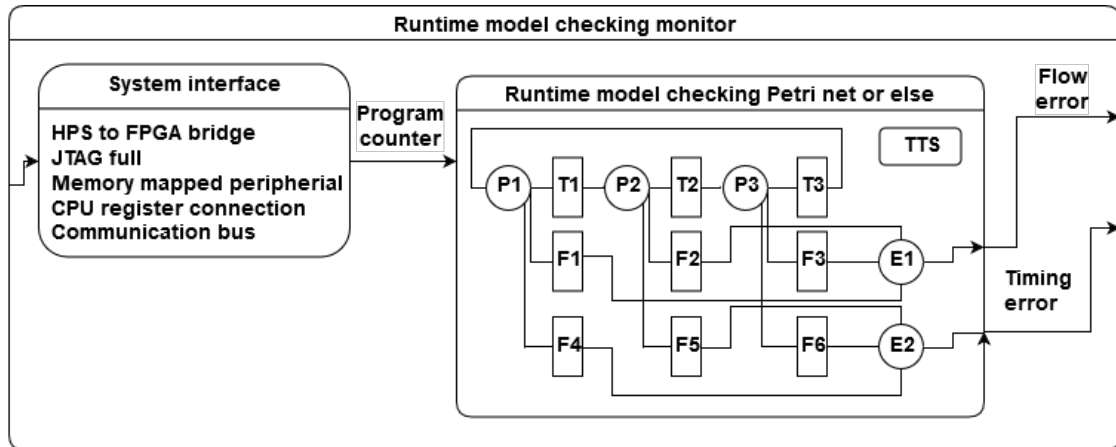 Runtime model checking monitor
System interface
HPS to FPGA bridge
JTAG full
Memory mapped peripherial
CPU register connection
Communication bus
Program
counter
Runtime model checking Petri net or else
TTS
P1 T1 P2 T2 P3 T3
F1 F2 F3 E1
F4 F5 F6 E2
Flow
error
Timing
error